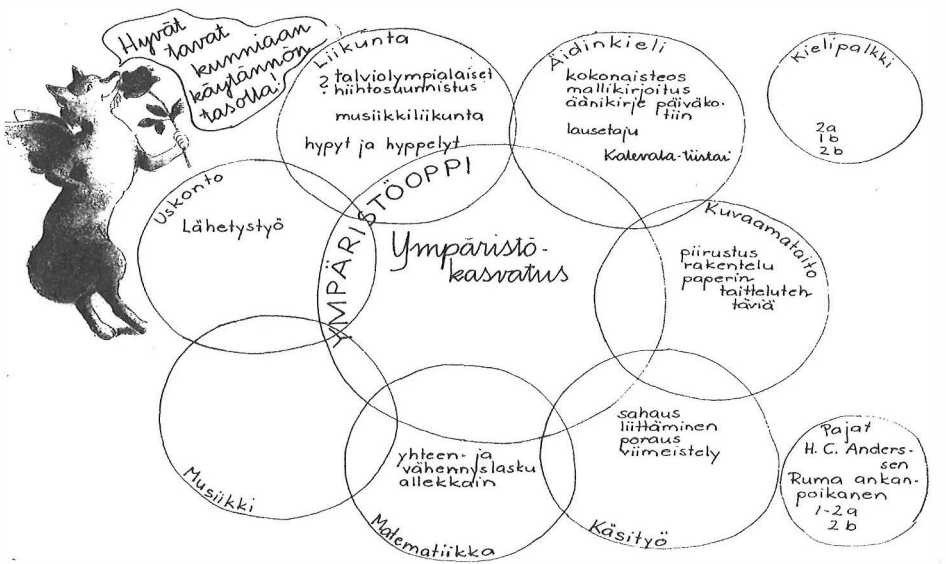 Hyvät
tavat
kunniaan
käytännön
tasolla!
Liikunta
? talviolympialaiset
: hiihtosuunnistus
musiikkiliikunta
hypyt ja hyppelyt
Äidinkieli
kokonaisteos
mallikirjoitus
äänikirje päiväko-
tiin
lausetaju
Kalevala-tiistai
Kielipalkki
2a
1b
2b
Uskonto
Lähetystyö
YMPÄRISTÖOPPI
Ympäristö-
kasvatus
Kuvaamataito
piirustus
rakentelu
paperin-
taitteluteh-
täviä
Musiikki
Matematiikka
yhteen- ja
vähennyslasku
allekkain
Käsityö
sahaus
liittäminen
poraus
viimeistely
Pajat
H. C. Anders-
sen
Ruma ankan-
poikanen
1-2a
2b